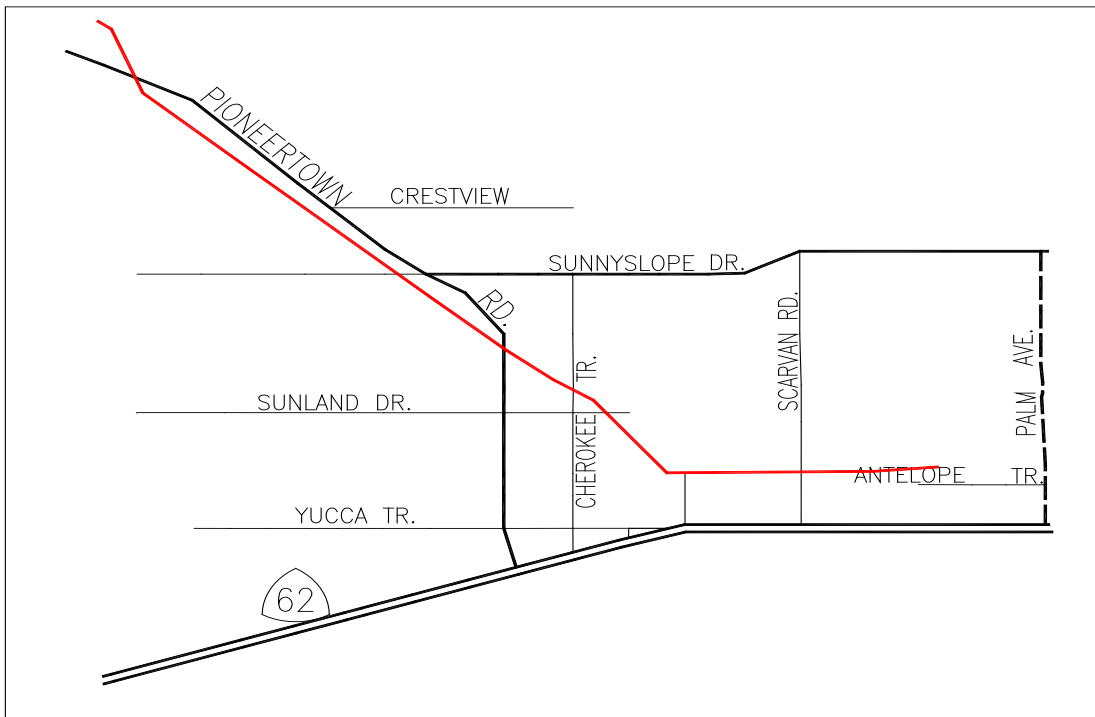 PIONEERTOWN
CRESTVIEW
SUNNYSLOPE DR.
RD.
SCARVAN RD.
CHEROKEE TR.
PALM AVE.
SUNLAND DR.
ANTELOPE TR.
YUCCA TR.
62